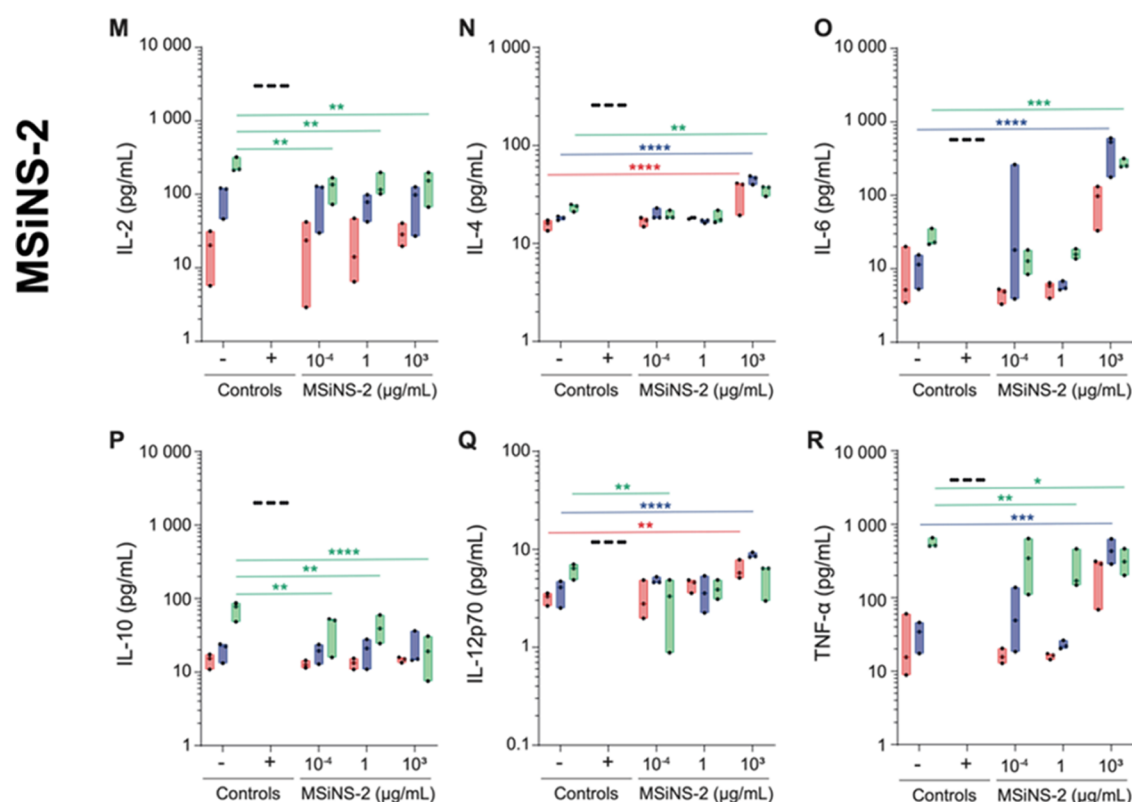 MSiNS-2
M
10 000
1 000
100
10
1
IL-2 (pg/mL)
**
**
**
- + 10⁻⁴ 1 10³
Controls MSiNS-2 (µg/mL)
N
1 000
100
10
1
IL-4 (pg/mL)
**
****
****
- + 10⁻⁴ 1 10³
Controls MSiNS-2 (µg/mL)
O
10 000
1 000
100
10
1
IL-6 (pg/mL)
***
****
- + 10⁻⁴ 1 10³
Controls MSiNS-2 (µg/mL)
P
10 000
1 000
100
10
1
IL-10 (pg/mL)
****
**
**
- + 10⁻⁴ 1 10³
Controls MSiNS-2 (µg/mL)
Q
100
10
1
0.1
IL-12p70 (pg/mL)
**
****
**
- + 10⁻⁴ 1 10³
Controls MSiNS-2 (µg/mL)
R
10 000
1 000
100
10
1
TNF-α (pg/mL)
*
**
***
- + 10⁻⁴ 1 10³
Controls MSiNS-2 (µg/mL)